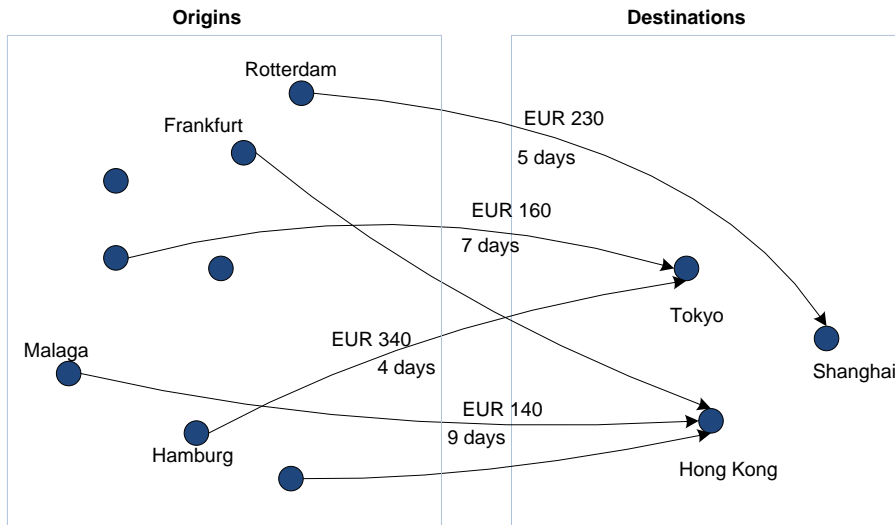 Origins
Destinations
Rotterdam
EUR 230
Frankfurt
5 days
EUR 160
7 days
Tokyo
EUR 340
Malaga
4 days
Shanghai
EUR 140
9 days
Hamburg
Hong Kong